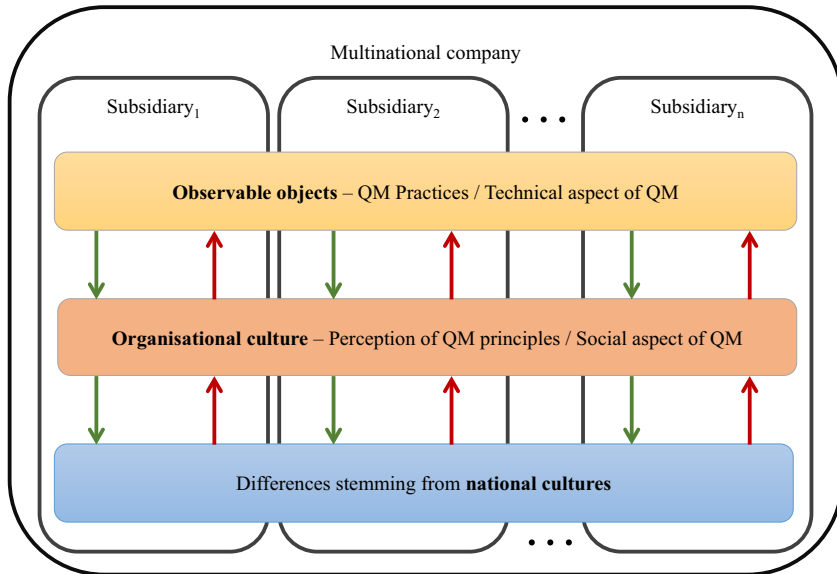 Multinational company
Subsidiary1 Subsidiary2 Subsidiaryn
...
Observable objects – QM Practices / Technical aspect of QM
Organisational culture – Perception of QM principles / Social aspect of QM
Differences stemming from national cultures
...